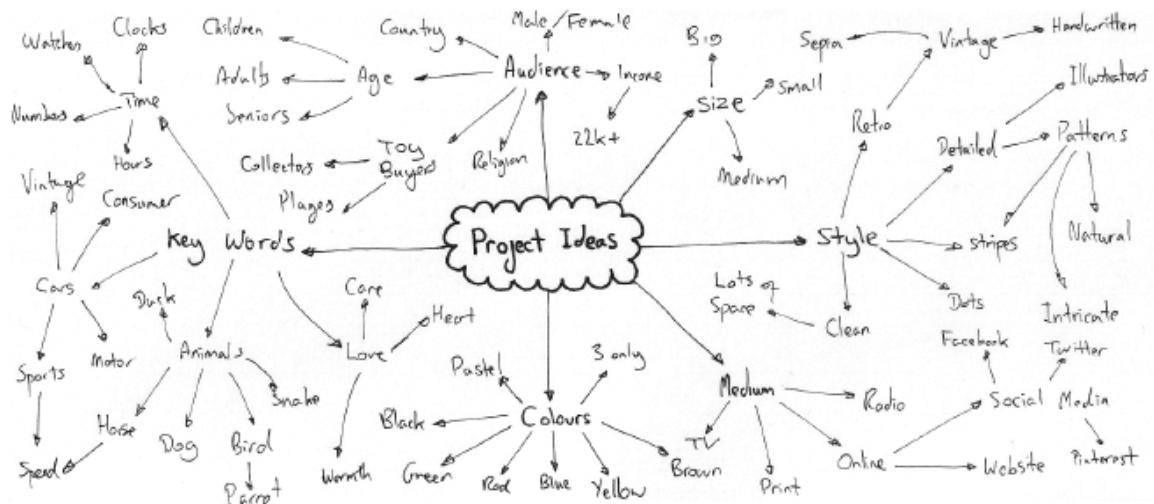 Project Ideas
Audience
Male / Female
Country
Income
22k+
Religion
Toy
Buyers
Collectors
Plages
Age
Children
Adults
Seniors
Size
Big
Small
Medium
Style
Retro
Vintage
Sepia
Handwritten
Detailed
Illustrators
Patterns
Stripes
Natural
Intricate
Dots
Clean
Lots of
Space
Medium
TV
Print
Radio
Online
Website
Social Media
Facebook
Twitter
Pinterest
Colours
Pastel
3 only
Black
Green
Red
Blue
Yellow
Brown
Key Words
Time
Watches
Clocks
Numbers
Hours
Cars
Vintage
Consumer
Sports
Motor
Speed
Animals
Duck
Horse
Dog
Bird
Parrot
Snake
Love
Care
Heart
Warmth